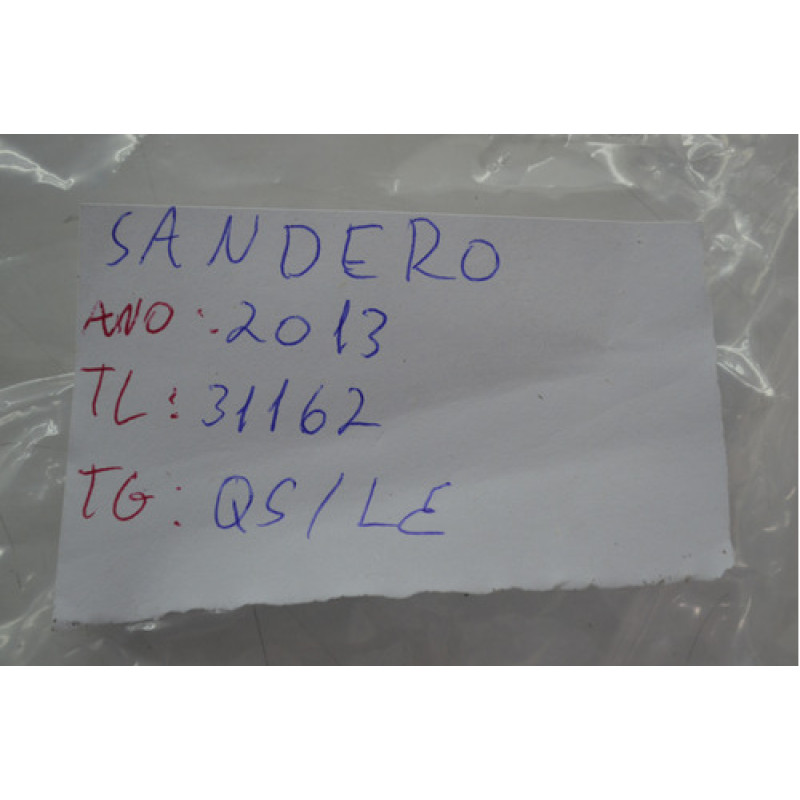 SANDERO
ANO: 2013
TL: 31162
TG: QS/LE